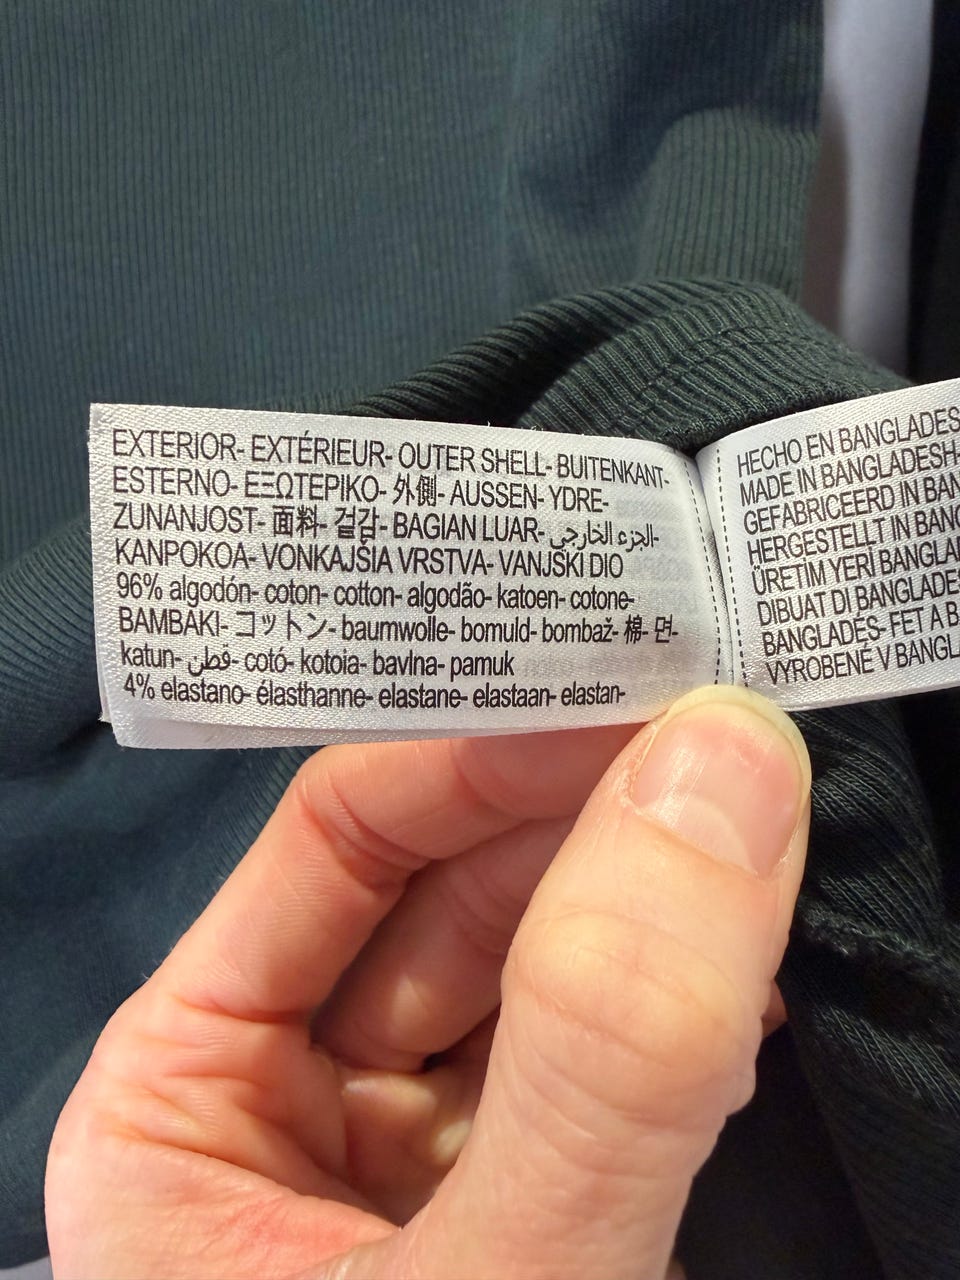 EXTERIOR- EXTÉRIEUR- OUTER SHELL- BUITENKANT-
ESTERNO- ΕΞΩΤΕΡΙΚΟ- 外側- AUSSEN- YDRE-
ZUNANJOST- 面料- 겉감- BAGIAN LUAR- الجزء الخارجي-
KANPOKOA- VONKAJŠIA VRSTVA- VANJSKI DIO
96% algodón- coton- cotton- algodão- katoen- cotone-
ΒΑΜΒΑΚΙ- コットン- baumwolle- bomuld- bombaž- 棉- 면-
katun- قطن- cotó- kotoia- bavlna- pamuk
4% elastano- élasthanne- elastane- elastaan- elastan-
HECHO EN BANGLADES
MADE IN BANGLADESH-
GEFABRICEERD IN BAN
HERGESTELLT IN BANG
ÜRETİM YERİ BANGLA
DIBUAT DI BANGLADES
BANGLADÉS- FET A B
VYROBENÉ V BANGL